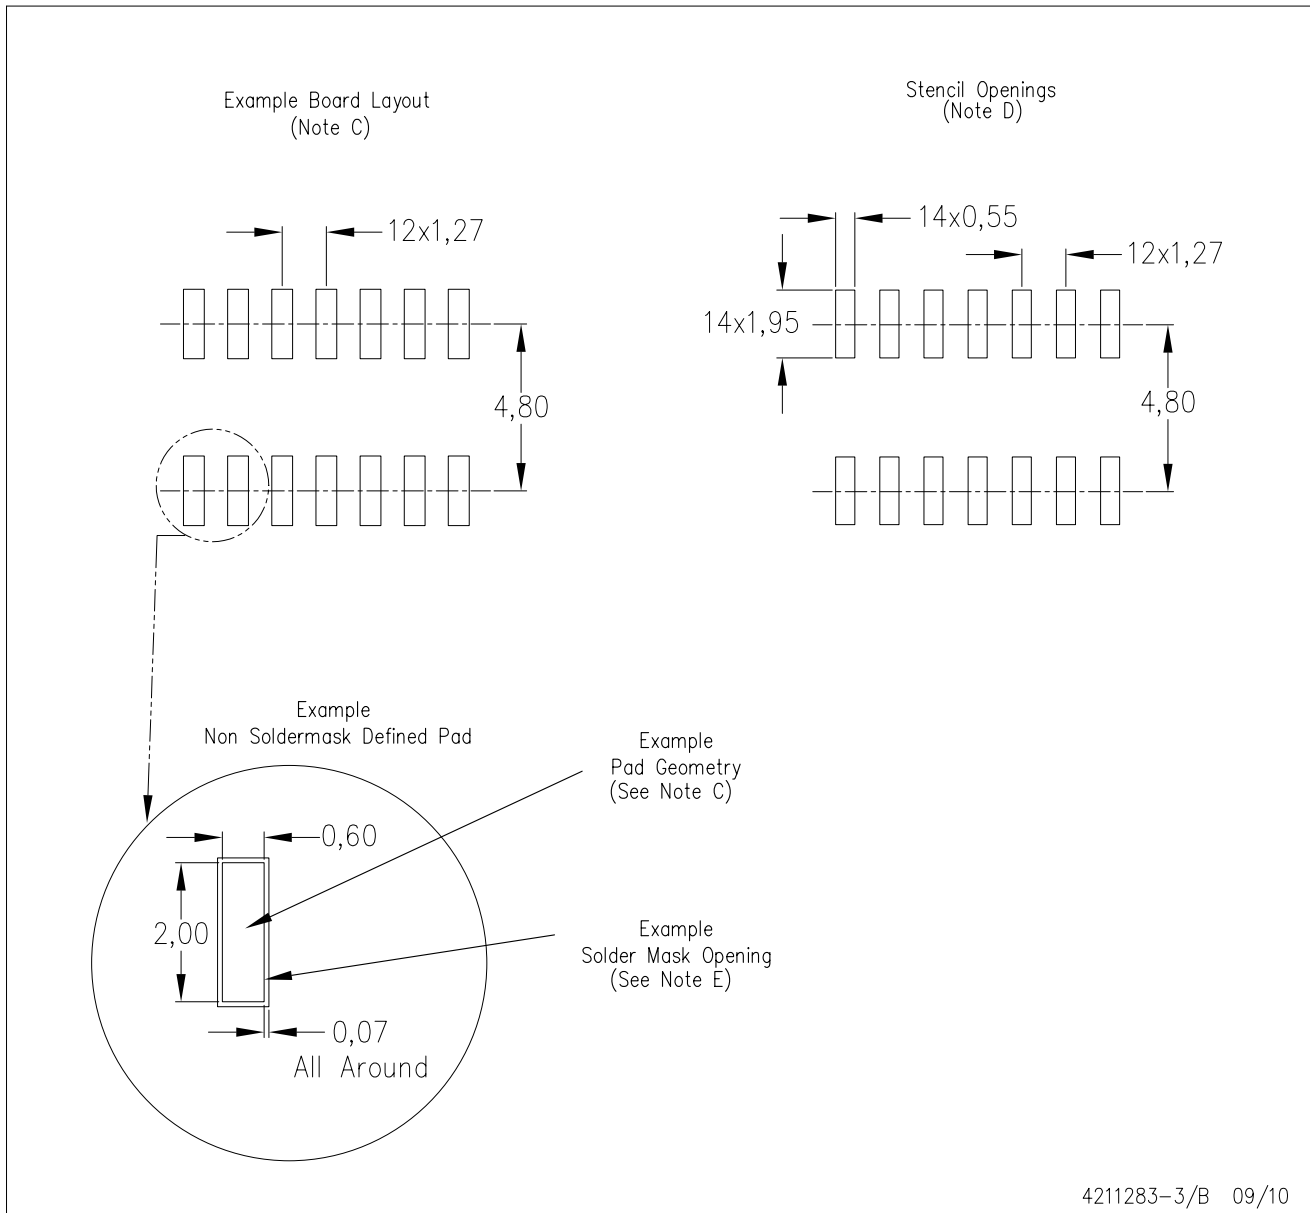 Example Board Layout
(Note C)
12x1,27
4,80
Stencil Openings
(Note D)
14x0,55
12x1,27
14x1,95
4,80
Example
Non Soldermask Defined Pad
Example
Pad Geometry
(See Note C)
0,60
2,00
Example
Solder Mask Opening
(See Note E)
0,07
All Around
4211283-3/B 09/10